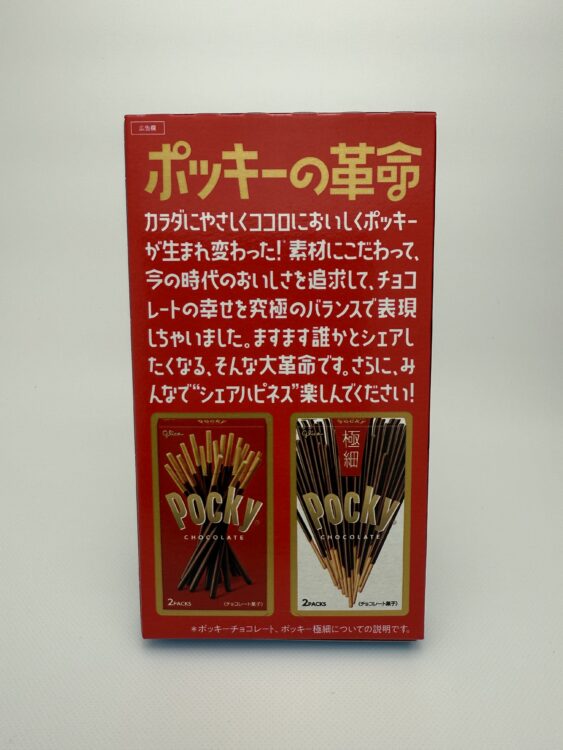 広告欄
ポッキーの革命
カラダにやさしくココロにおいしくポッキー
が生まれ変わった!*素材にこだわって、
今の時代のおいしさを追求して、チョコ
レートの幸せを究極のバランスで表現
しちゃいました。ますます誰かとシェアし
たくなる、そんな大革命です。さらに、み
んなで“シェアハピネス”楽しんでください!
Pocky
Glico
Pocky
CHOCOLATE
2PACKS
〈チョコレート菓子〉
Pocky
Glico
極細
Pocky
CHOCOLATE
2PACKS
〈チョコレート菓子〉
*ポッキーチョコレート、ポッキー極細についての説明です。